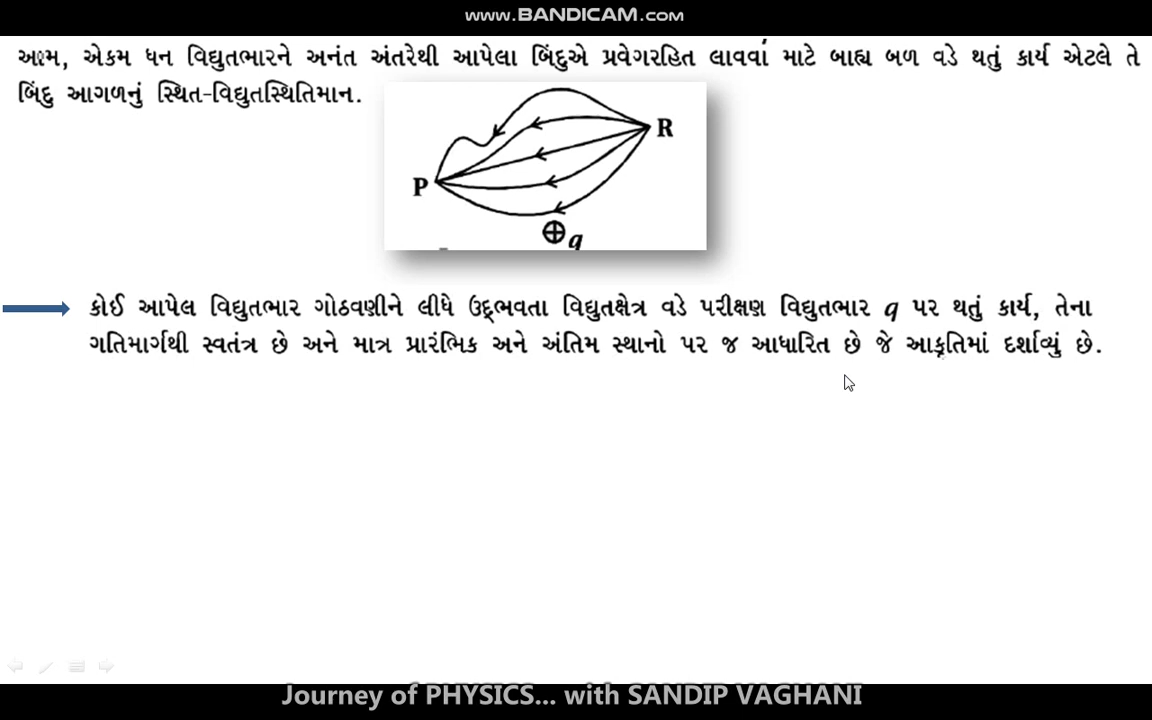 www.BANDICAM.com
આમ, એકમ ધન વિદ્યુતભારને અનંત અંતરેથી આપેલા બિંદુએ પ્રવેગરહિત લાવવા માટે બાહ્ય બળ વડે થતું કાર્ય એટલે તે
બિંદુ આગળનું સ્થિત-વિદ્યુતસ્થિતિમાન.
R
P
q
કોઈ આપેલ વિદ્યુતભાર ગોઠવણીને લીધે ઉદ્દ્ભવતા વિદ્યુતક્ષેત્ર વડે પરીક્ષણ વિદ્યુતભાર q પર થતું કાર્ય, તેના
ગતિમાર્ગથી સ્વતંત્ર છે અને માત્ર પ્રારંભિક અને અંતિમ સ્થાનો પર જ આધારિત છે જે આકૃતિમાં દર્શાવ્યું છે.
Journey of PHYSICS... with SANDIP VAGHANI